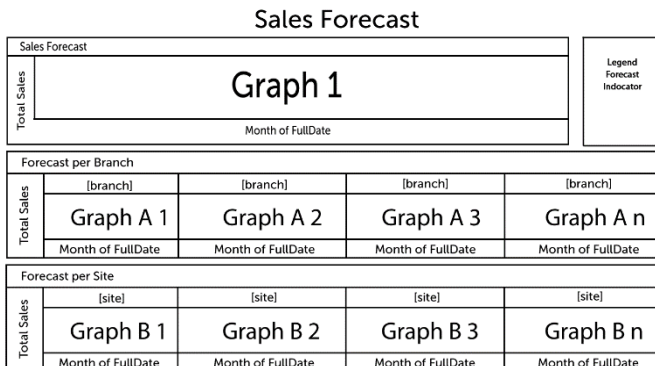 Sales Forecast
Sales Forecast
Total Sales
Graph 1
Month of FullDate
Legend
Forecast
Indocator
Forecast per Branch
Total Sales
[branch] [branch] [branch] [branch]
Graph A 1 Graph A 2 Graph A 3 Graph A n
Month of FullDate Month of FullDate Month of FullDate Month of FullDate
Forecast per Site
Total Sales
[site] [site] [site] [site]
Graph B 1 Graph B 2 Graph B 3 Graph B n
Month of FullDate Month of FullDate Month of FullDate Month of FullDate